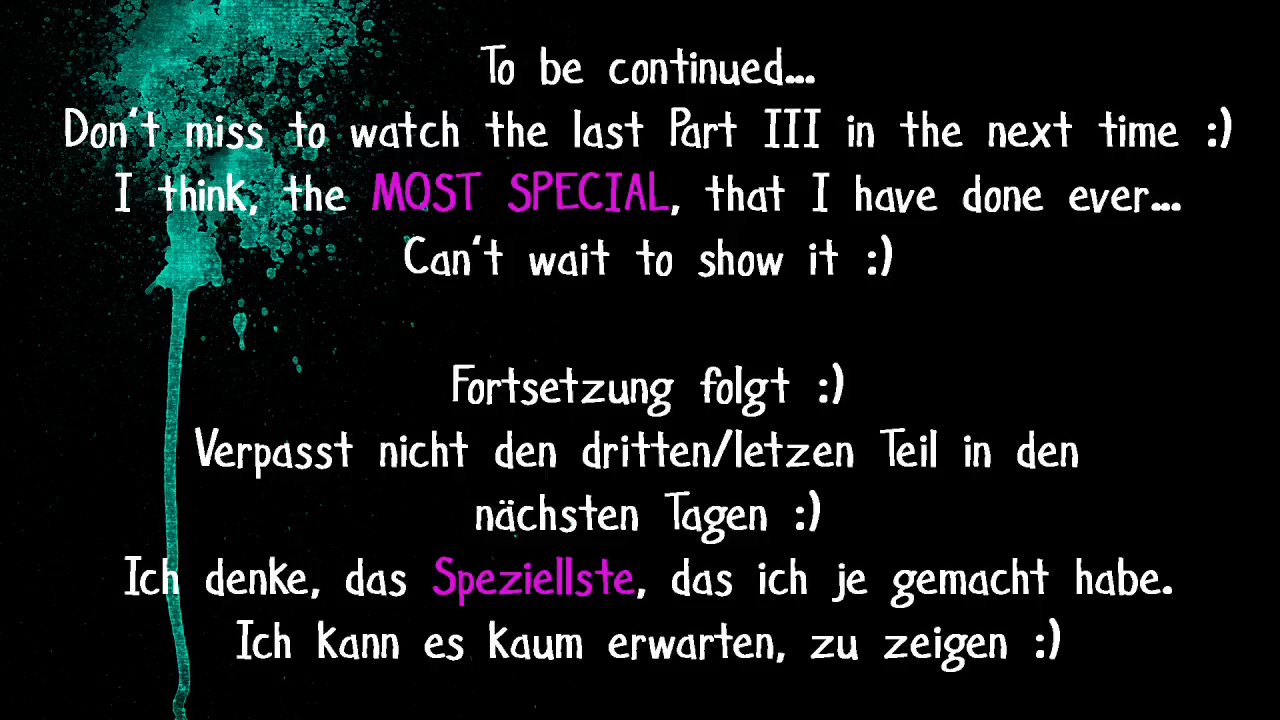 To be continued...
Don't miss to watch the last Part III in the next time :)
I think, the MOST SPECIAL, that I have done ever...
Can't wait to show it :)
Fortsetzung folgt :)
Verpasst nicht den dritten/letzen Teil in den
nächsten Tagen :)
Ich denke, das Speziellste, das ich je gemacht habe.
Ich kann es kaum erwarten, zu zeigen :)